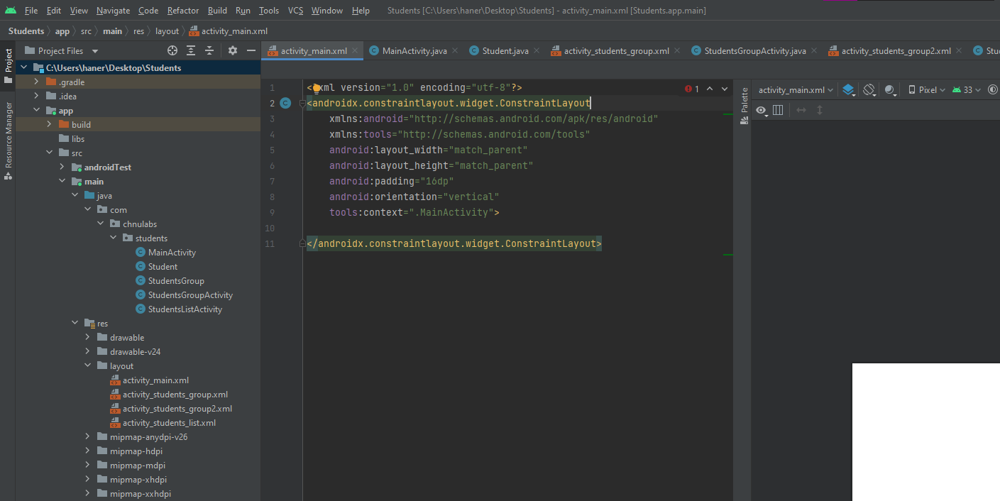 File Edit View Navigate Code Refactor Build Run Tools VCS Window Help Students [C:\Users\haner\Desktop\Students] - activity_main.xml [Students.app.main]
Students app src main res layout activity_main.xml
Project Files activity_main.xml MainActivity.java Student.java activity_students_group.xml StudentsGroupActivity.java activity_students_group2.xml Stu
Project
Resource Manager
C:\Users\haner\Desktop\Students
.gradle
.idea
app
build
libs
src
androidTest
main
java
com
chnulabs
students
MainActivity
Student
StudentsGroup
StudentsGroupActivity
StudentsListActivity
res
drawable
drawable-v24
layout
activity_main.xml
activity_students_group.xml
activity_students_group2.xml
activity_students_list.xml
mipmap-anydpi-v26
mipmap-hdpi
mipmap-mdpi
mipmap-xhdpi
mipmap-xxhdpi
1 <?xml version="1.0" encoding="utf-8"?>
2 <androidx.constraintlayout.widget.ConstraintLayout
3 xmlns:android="http://schemas.android.com/apk/res/android"
4 xmlns:tools="http://schemas.android.com/tools"
5 android:layout_width="match_parent"
6 android:layout_height="match_parent"
7 android:padding="16dp"
8 android:orientation="vertical"
9 tools:context=".MainActivity">
10
11 </androidx.constraintlayout.widget.ConstraintLayout>
1
Palette
activity_main.xml Pixel 33